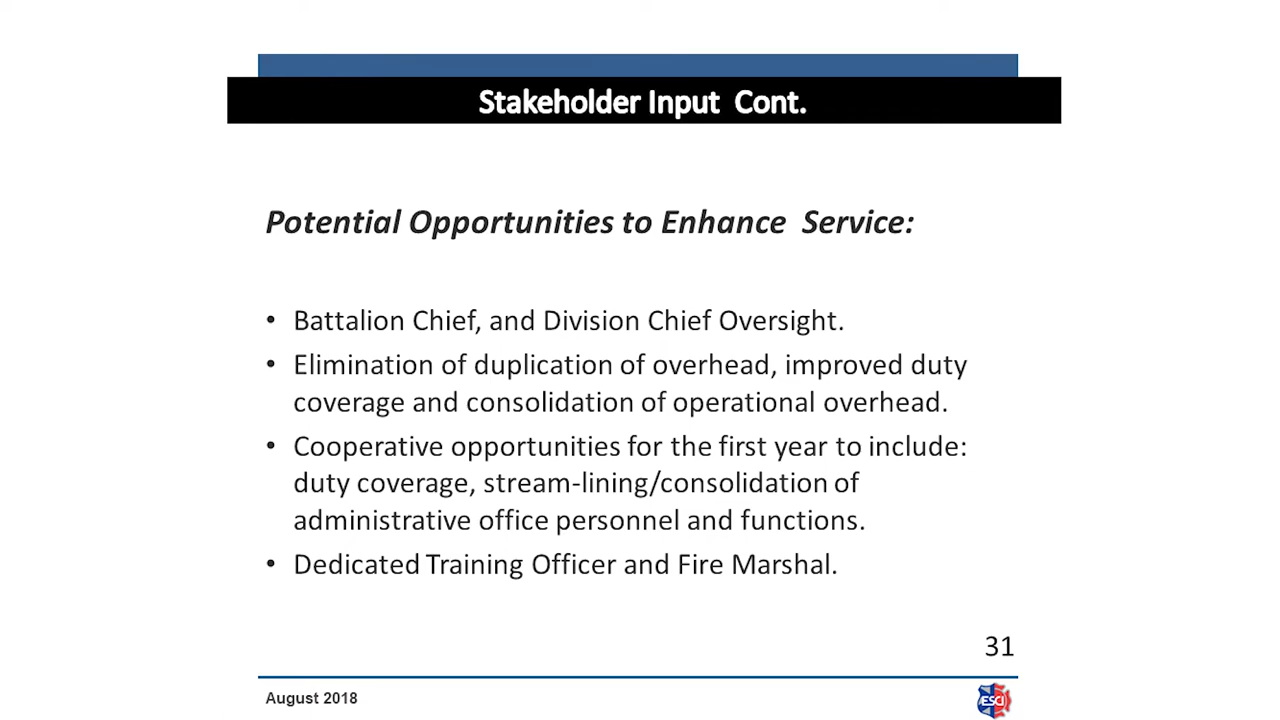 Stakeholder Input Cont.
Potential Opportunities to Enhance Service:
• Battalion Chief, and Division Chief Oversight.
• Elimination of duplication of overhead, improved duty
coverage and consolidation of operational overhead.
• Cooperative opportunities for the first year to include:
duty coverage, stream-lining/consolidation of
administrative office personnel and functions.
• Dedicated Training Officer and Fire Marshal.
31
August 2018
ESCI